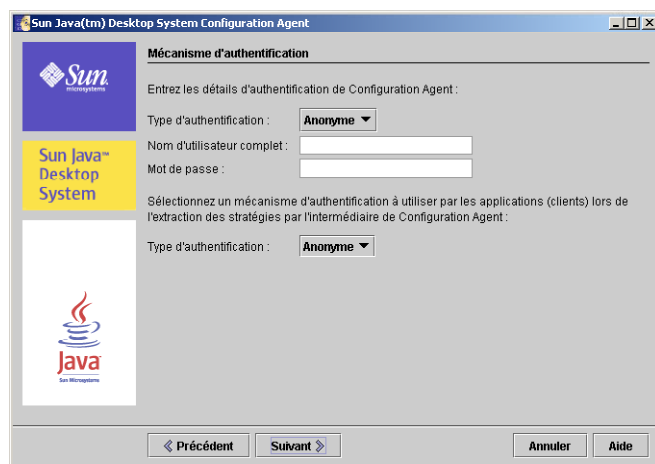 Sun Java(tm) Desktop System Configuration Agent
Sun
microsystems
Sun Java™
Desktop
System
Java
Sun Microsystems
Mécanisme d'authentification
Entrez les détails d'authentification de Configuration Agent :
Type d'authentification : Anonyme
Nom d'utilisateur complet :
Mot de passe :
Sélectionnez un mécanisme d'authentification à utiliser par les applications (clients) lors de
l'extraction des stratégies par l'intermédiaire de Configuration Agent :
Type d'authentification : Anonyme
Précédent Suivant Annuler Aide